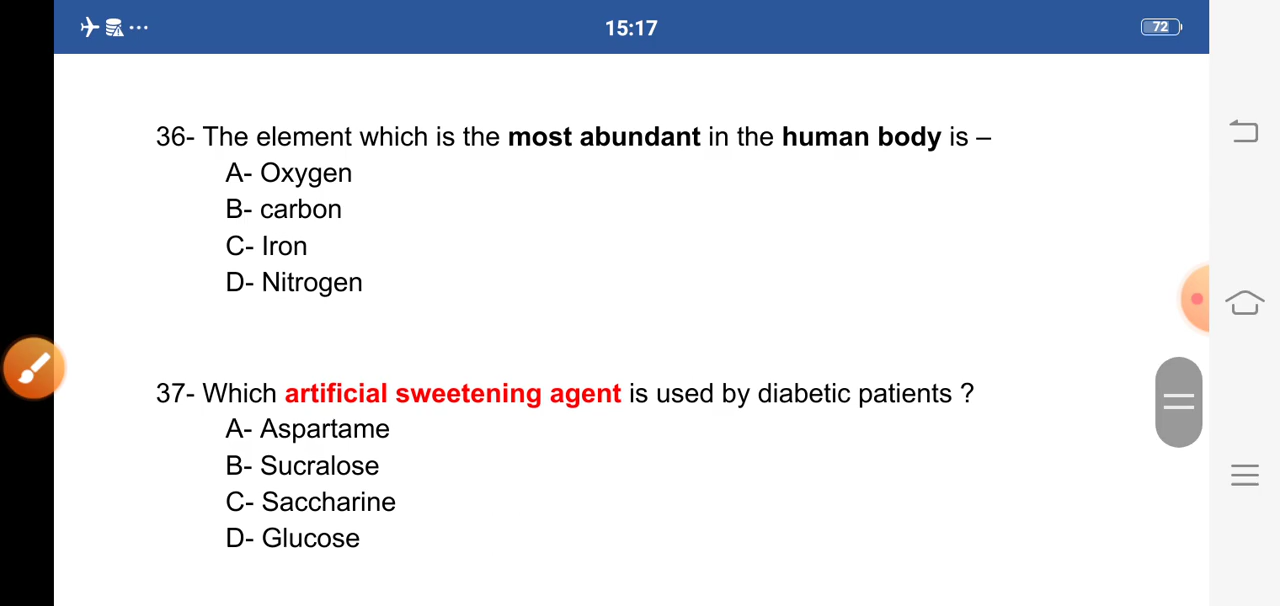 15:17
72
36- The element which is the most abundant in the human body is –
A- Oxygen
B- carbon
C- Iron
D- Nitrogen
37- Which artificial sweetening agent is used by diabetic patients ?
A- Aspartame
B- Sucralose
C- Saccharine
D- Glucose